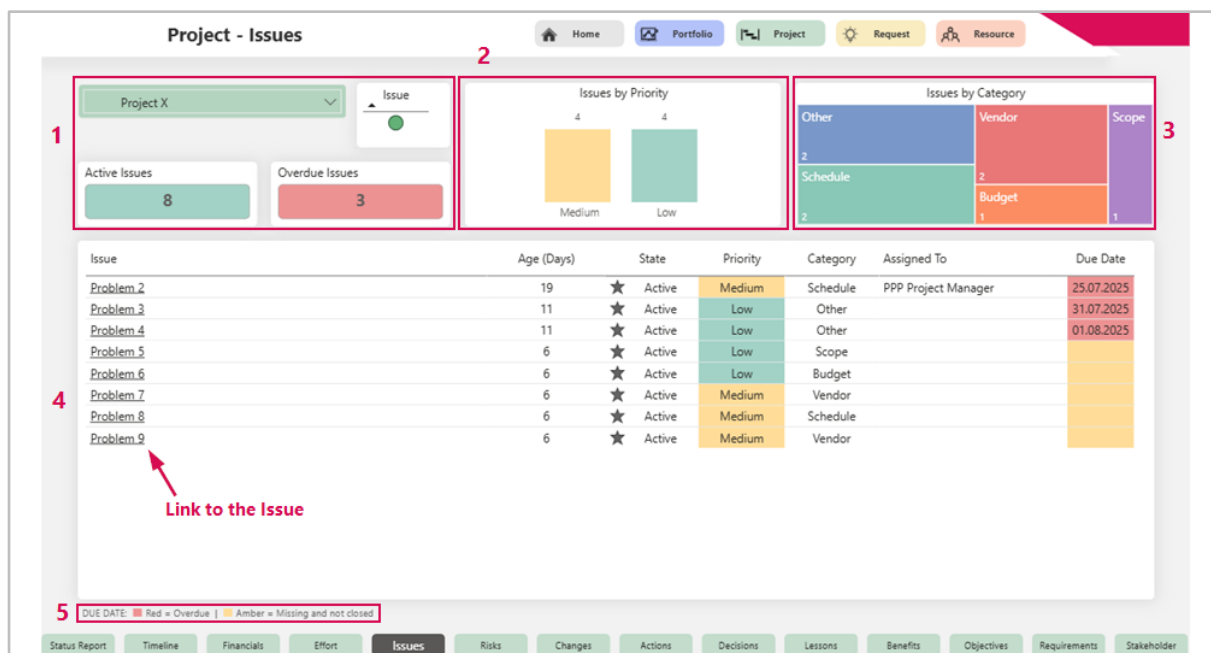 Project - Issues
Home
Portfolio
Project
Request
Resource
1
2
3
Project X
Issue
Active Issues
8
Overdue Issues
3
Issues by Priority
4 4
Medium Low
Issues by Category
Other
2
Schedule
2
Vendor
2
Budget
1
Scope
1
4
Issue Age (Days) State Priority Category Assigned To Due Date
Problem 2 19 Active Medium Schedule PPP Project Manager 25.07.2025
Problem 3 11 Active Low Other 31.07.2025
Problem 4 11 Active Low Other 01.08.2025
Problem 5 6 Active Low Scope
Problem 6 6 Active Low Budget
Problem 7 6 Active Medium Vendor
Problem 8 6 Active Medium Schedule
Problem 9 6 Active Medium Vendor
Link to the Issue
5
DUE DATE: Red = Overdue | Amber = Missing and not closed
Status Report Timeline Financials Effort Issues Risks Changes Actions Decisions Lessons Benefits Objectives Requirements Stakeholder